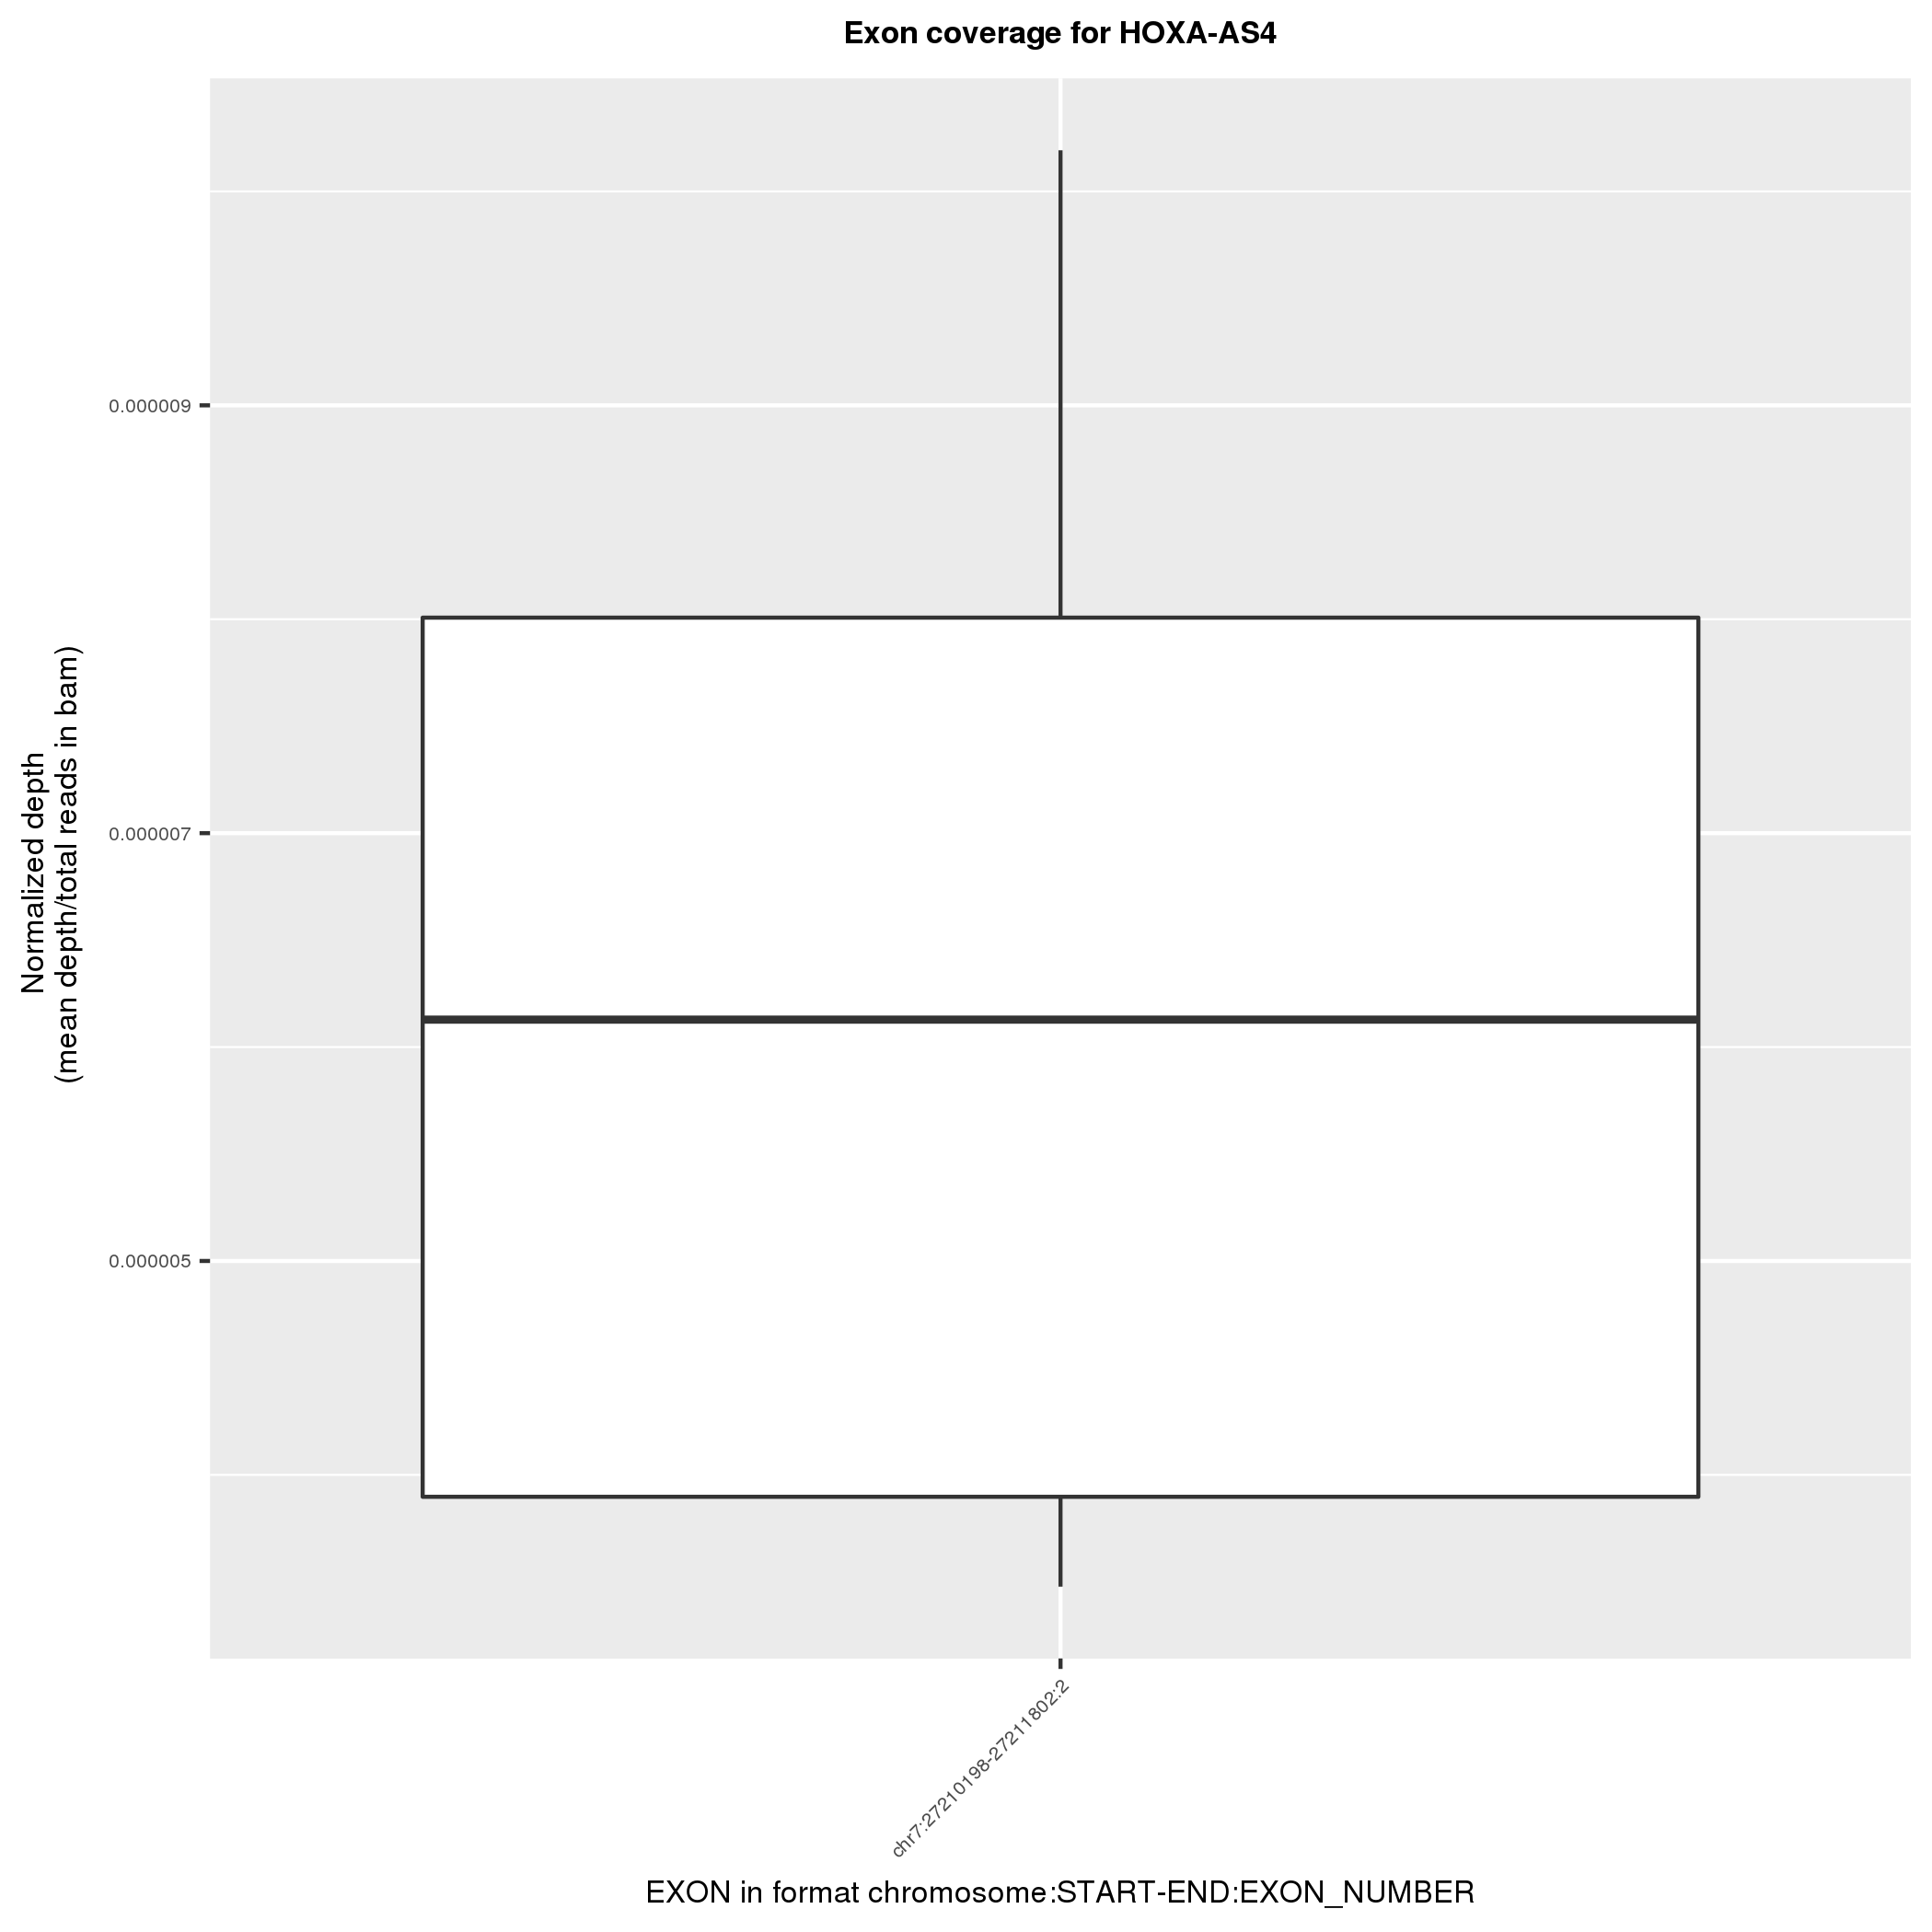 Exon coverage for HOXA-AS4
Normalized depth
(mean depth/total reads in bam)
0.000009
0.000007
0.000005
chr7:27210198-27211802:2
EXON in format chromosome:START-END:EXON_NUMBER